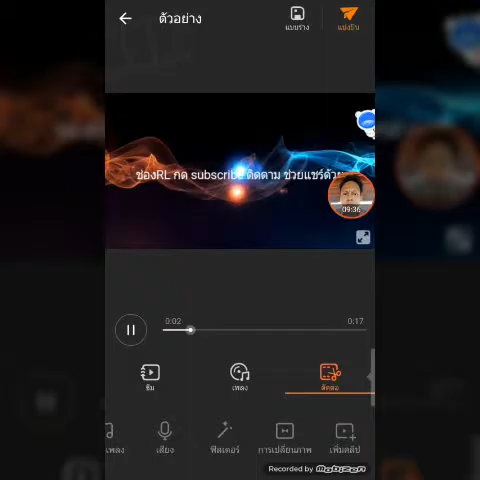 ตัวอย่าง
แบบร่าง
แบ่งปัน
ช่องRL กด subscribe ติดตาม ช่วยแชร์ด้วย
09:36
0:02
0:17
ธีม
เพลง
ตัดต่อ
เพลง
เสียง
ฟิลเตอร์
การเปลี่ยนภาพ
เพิ่มคลิป
Recorded by Mobizen